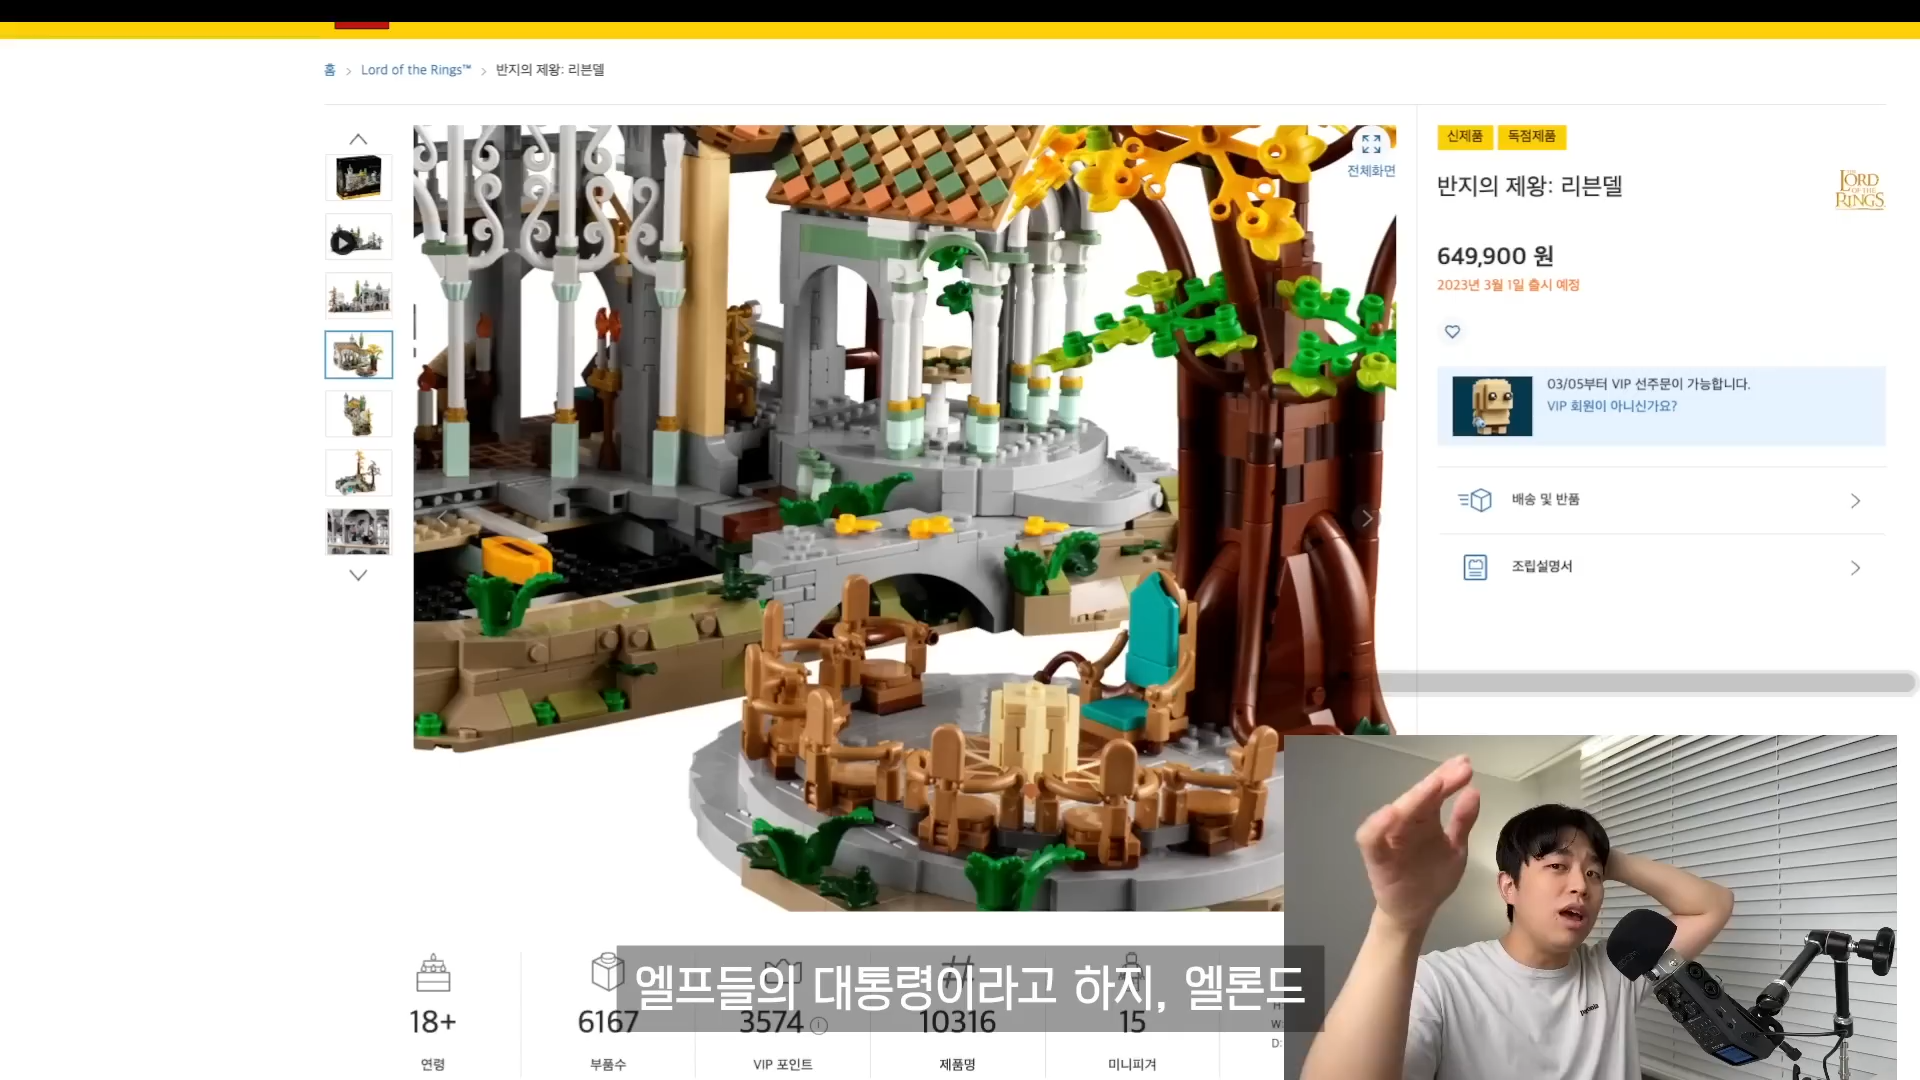 홈 > Lord of the Rings™ > 반지의 제왕: 리븐델
전체화면
신제품 독점제품
반지의 제왕: 리븐델
THE LORD OF THE RINGS
649,900 원
2023년 3월 1일 출시 예정
03/05부터 VIP 선주문이 가능합니다.
VIP 회원이 아니신가요?
배송 및 반품
조립설명서
엘프들의 대통령이라고 하지, 엘론드
18+ 6167 3574 10316 15
연령 부품수 VIP 포인트 제품명 미니피겨
H:
W:
D: